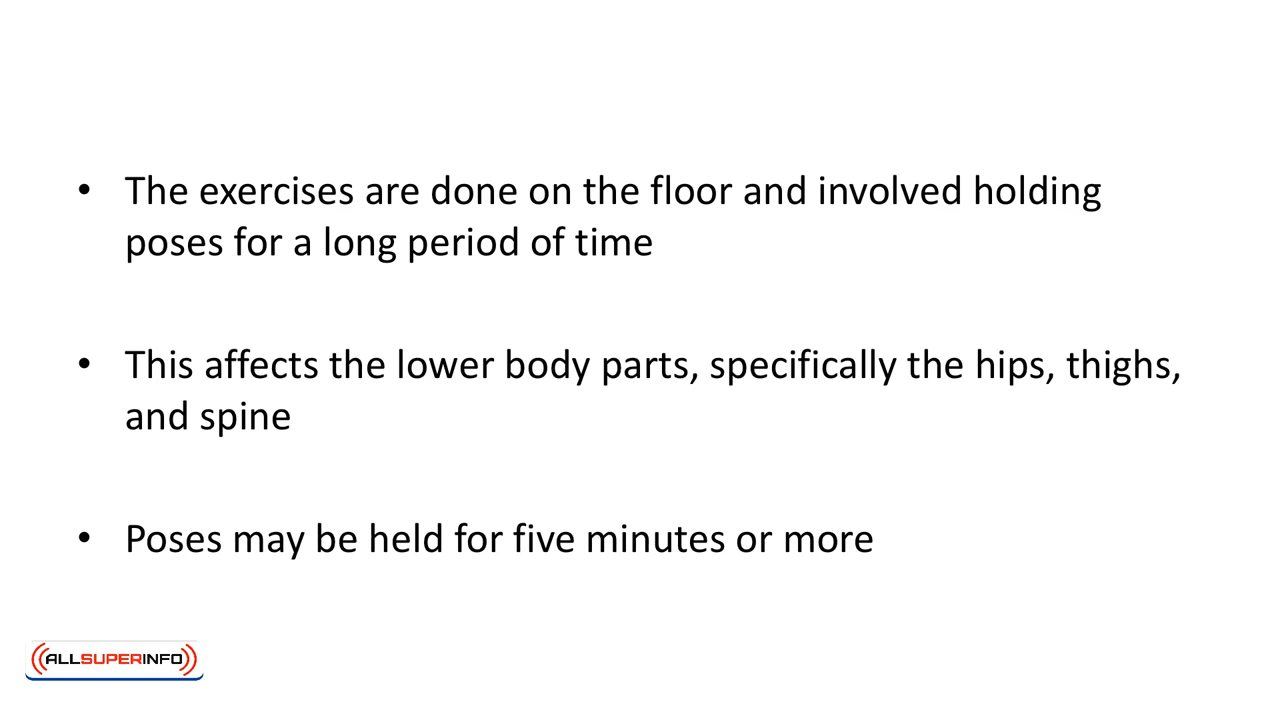 • The exercises are done on the floor and involved holding
poses for a long period of time
• This affects the lower body parts, specifically the hips, thighs,
and spine
• Poses may be held for five minutes or more
ALLSUPERINFO